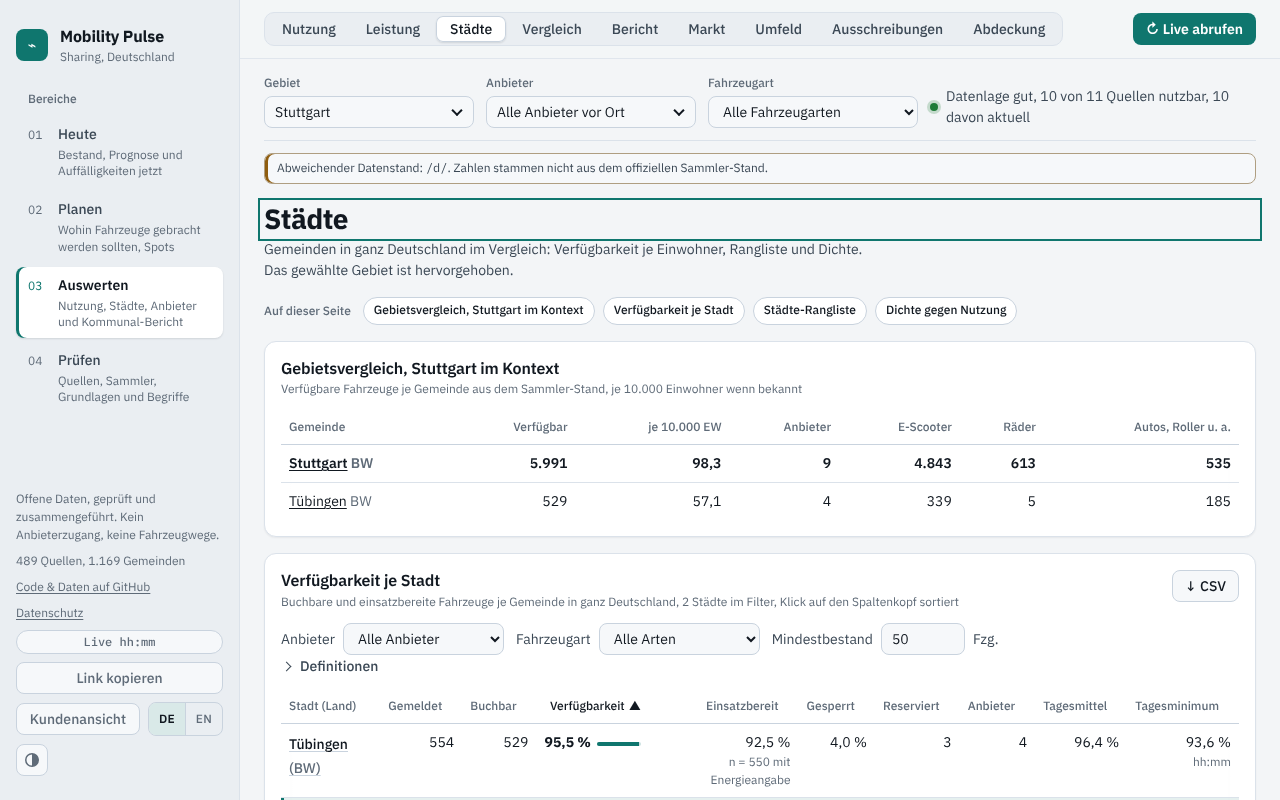 Mobility Pulse
Sharing, Deutschland
Bereiche
01 Heute
Bestand, Prognose und
Auffälligkeiten jetzt
02 Planen
Wohin Fahrzeuge gebracht
werden sollten, Spots
03 Auswerten
Nutzung, Städte, Anbieter
und Kommunal-Bericht
04 Prüfen
Quellen, Sammler,
Grundlagen und Begriffe
Offene Daten, geprüft und
zusammengeführt. Kein
Anbieterzugang, keine Fahrzeugwege.
489 Quellen, 1.169 Gemeinden
Code & Daten auf GitHub
Datenschutz
Live hh:mm
Link kopieren
Kundenansicht DE EN
Nutzung Leistung Städte Vergleich Bericht Markt Umfeld Ausschreibungen Abdeckung
↻ Live abrufen
Gebiet Anbieter Fahrzeugart
Stuttgart Alle Anbieter vor Ort Alle Fahrzeugarten
Datenlage gut, 10 von 11 Quellen nutzbar, 10
davon aktuell
Abweichender Datenstand: /d/. Zahlen stammen nicht aus dem offiziellen Sammler-Stand.
Städte
Gemeinden in ganz Deutschland im Vergleich: Verfügbarkeit je Einwohner, Rangliste und Dichte.
Das gewählte Gebiet ist hervorgehoben.
Auf dieser Seite Gebietsvergleich, Stuttgart im Kontext Verfügbarkeit je Stadt Städte-Rangliste Dichte gegen Nutzung
Gebietsvergleich, Stuttgart im Kontext
Verfügbare Fahrzeuge je Gemeinde aus dem Sammler-Stand, je 10.000 Einwohner wenn bekannt
Gemeinde Verfügbar je 10.000 EW Anbieter E-Scooter Räder Autos, Roller u. a.
Stuttgart BW 5.991 98,3 9 4.843 613 535
Tübingen BW 529 57,1 4 339 5 185
Verfügbarkeit je Stadt
↓ CSV
Buchbare und einsatzbereite Fahrzeuge je Gemeinde in ganz Deutschland, 2 Städte im Filter, Klick auf den Spaltenkopf sortiert
Anbieter Alle Anbieter Fahrzeugart Alle Arten Mindestbestand 50 Fzg.
Definitionen
Stadt (Land) Gemeldet Buchbar Verfügbarkeit ▲ Einsatzbereit Gesperrt Reserviert Anbieter Tagesmittel Tagesminimum
Tübingen 554 529 95,5 % 92,5 % 4,0 % 3 4 96,4 % 93,6 %
(BW) n = 550 mit hh:mm
Energieangabe